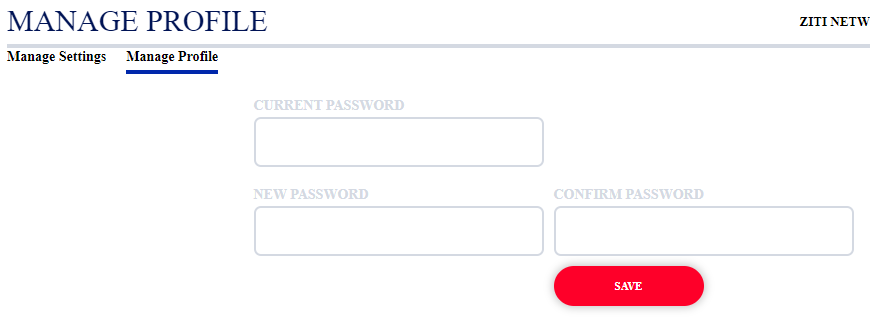 MANAGE PROFILE
ZITI NETW
Manage Settings Manage Profile
CURRENT PASSWORD
NEW PASSWORD CONFIRM PASSWORD
SAVE